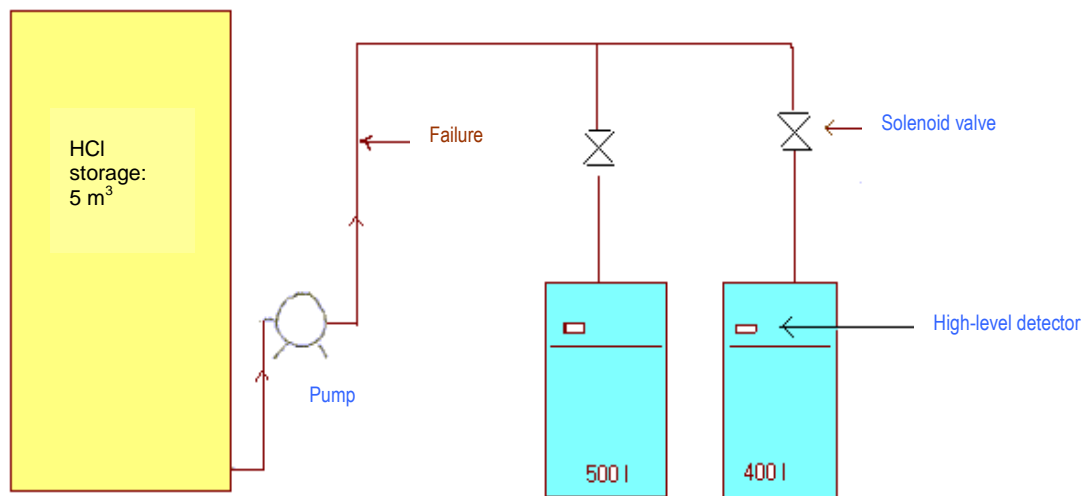 HCl
storage:
5 m³
Failure
Solenoid valve
Pump
High-level detector
500 l
400 l